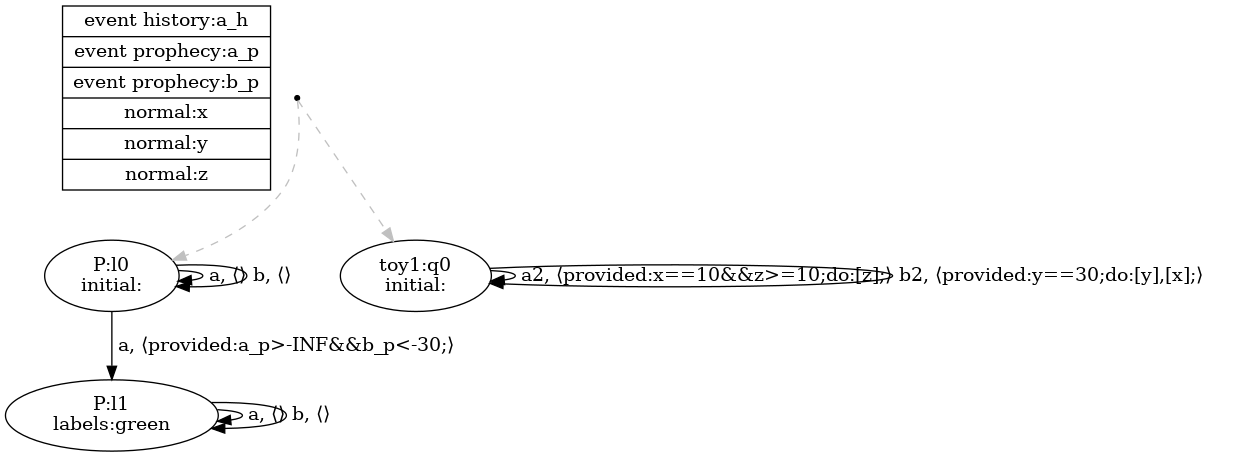 event history:a_h
event prophecy:a_p
event prophecy:b_p
normal:x
normal:y
normal:z
P:l0
initial:
a, ⟨⟩
b, ⟨⟩
toy1:q0
initial:
a2, ⟨provided:x==10&&z>=10;do:[z];⟩
b2, ⟨provided:y==30;do:[y],[x];⟩
a, ⟨provided:a_p>-INF&&b_p<-30;⟩
P:l1
labels:green
a, ⟨⟩
b, ⟨⟩